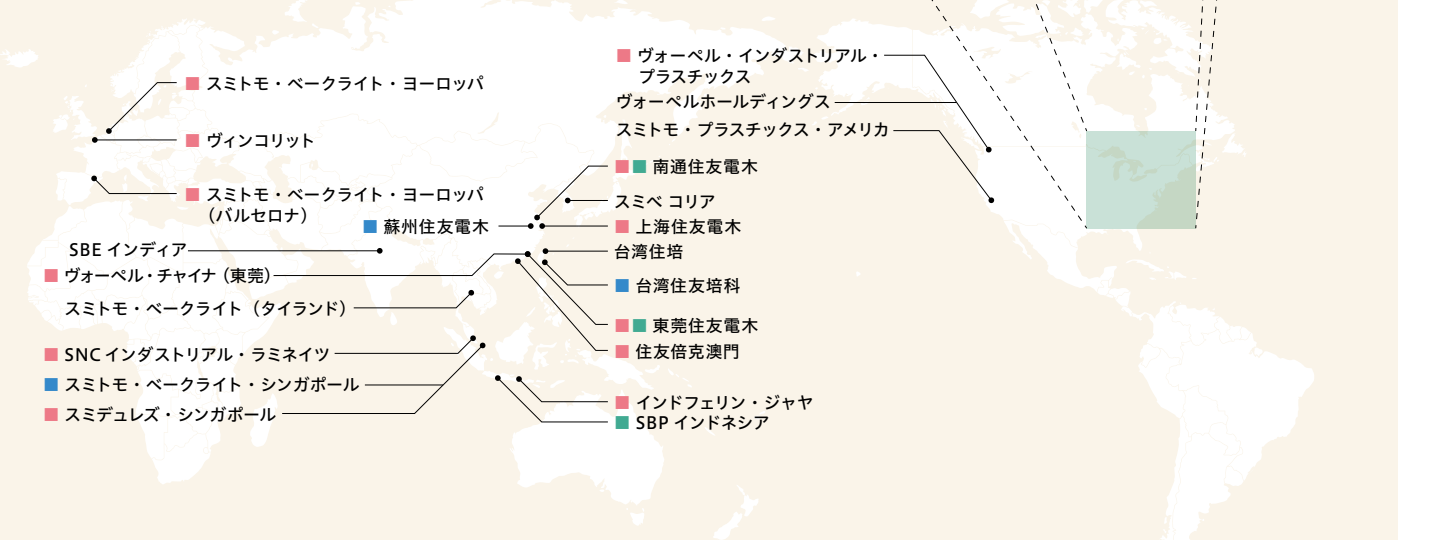 スミトモ・ベークライト・ヨーロッパ
ヴィンコリット
スミトモ・ベークライト・ヨーロッパ
（バルセロナ）
蘇州住友電木
SBE インディア
ヴォーペル・チャイナ（東莞）
スミトモ・ベークライト（タイランド）
SNC インダストリアル・ラミネイツ
スミトモ・ベークライト・シンガポール
スミデュレズ・シンガポール
ヴォーペル・インダストリアル・
プラスチックス
ヴォーペルホールディングス
スミトモ・プラスチックス・アメリカ
南通住友電木
スミベ コリア
上海住友電木
台湾住培
台湾住友培科
東莞住友電木
住友倍克澳門
インドフェリン・ジャヤ
SBP インドネシア